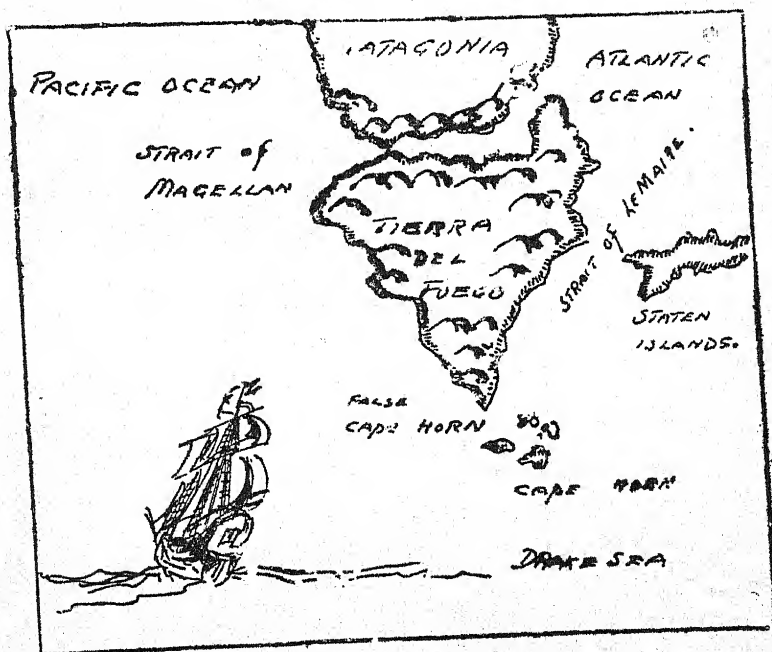 PATAGONIA
PACIFIC OCEAN
ATLANTIC
OCEAN
STRAIT of
MAGELLAN
TIERRA
DEL
FUEGO
STRAIT OF LEMAIRE.
STATEN
ISLANDS.
FALSE
CAPE HORN
CAPE HORN
DRAKE SEA